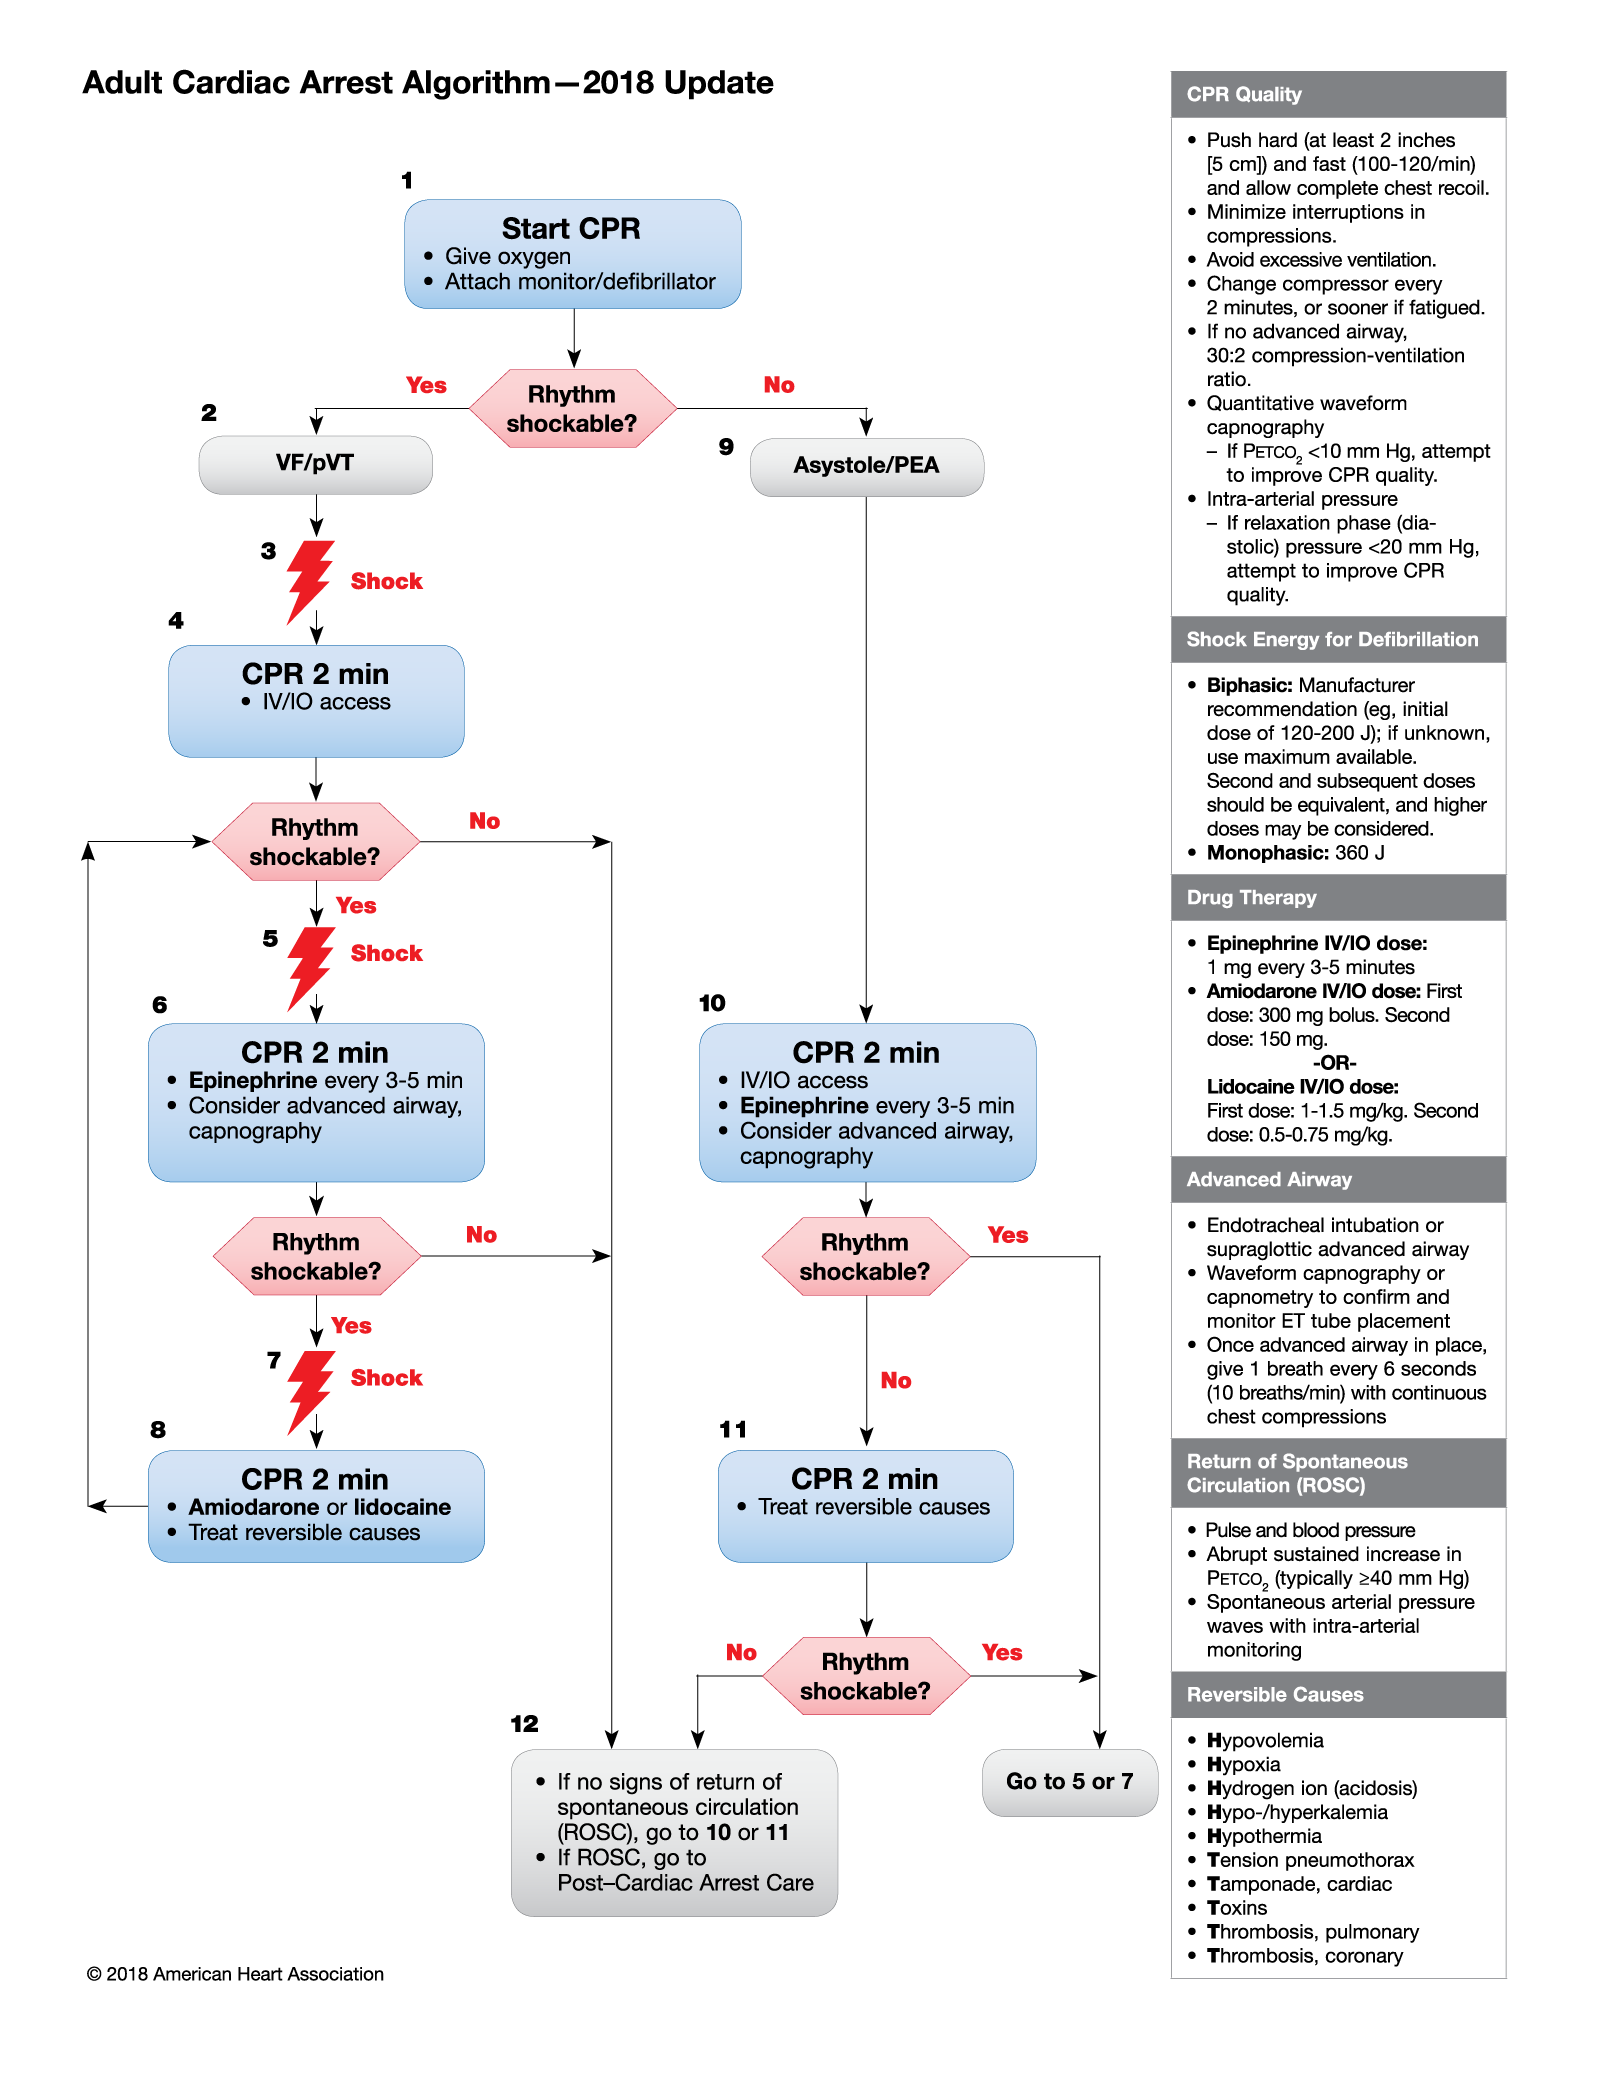 Adult Cardiac Arrest Algorithm—2018 Update
1
Start CPR
• Give oxygen
• Attach monitor/defibrillator
Rhythm
shockable?
Yes
No
2
VF/pVT
9
Asystole/PEA
3
Shock
4
CPR 2 min
• IV/IO access
Rhythm
shockable?
No
Yes
5
Shock
6
CPR 2 min
• Epinephrine every 3-5 min
• Consider advanced airway,
capnography
Rhythm
shockable?
No
Yes
7
Shock
8
CPR 2 min
• Amiodarone or lidocaine
• Treat reversible causes
10
CPR 2 min
• IV/IO access
• Epinephrine every 3-5 min
• Consider advanced airway,
capnography
Rhythm
shockable?
Yes
No
11
CPR 2 min
• Treat reversible causes
Rhythm
shockable?
No
Yes
12
• If no signs of return of
spontaneous circulation
(ROSC), go to 10 or 11
• If ROSC, go to
Post–Cardiac Arrest Care
Go to 5 or 7
CPR Quality
• Push hard (at least 2 inches
[5 cm]) and fast (100-120/min)
and allow complete chest recoil.
• Minimize interruptions in
compressions.
• Avoid excessive ventilation.
• Change compressor every
2 minutes, or sooner if fatigued.
• If no advanced airway,
30:2 compression-ventilation
ratio.
• Quantitative waveform
capnography
– If PETCO2 <10 mm Hg, attempt
to improve CPR quality.
• Intra-arterial pressure
– If relaxation phase (dia-
stolic) pressure <20 mm Hg,
attempt to improve CPR
quality.
Shock Energy for Defibrillation
• Biphasic: Manufacturer
recommendation (eg, initial
dose of 120-200 J); if unknown,
use maximum available.
Second and subsequent doses
should be equivalent, and higher
doses may be considered.
• Monophasic: 360 J
Drug Therapy
• Epinephrine IV/IO dose:
1 mg every 3-5 minutes
• Amiodarone IV/IO dose: First
dose: 300 mg bolus. Second
dose: 150 mg.
-OR-
Lidocaine IV/IO dose:
First dose: 1-1.5 mg/kg. Second
dose: 0.5-0.75 mg/kg.
Advanced Airway
• Endotracheal intubation or
supraglottic advanced airway
• Waveform capnography or
capnometry to confirm and
monitor ET tube placement
• Once advanced airway in place,
give 1 breath every 6 seconds
(10 breaths/min) with continuous
chest compressions
Return of Spontaneous
Circulation (ROSC)
• Pulse and blood pressure
• Abrupt sustained increase in
PETCO2 (typically ≥40 mm Hg)
• Spontaneous arterial pressure
waves with intra-arterial
monitoring
Reversible Causes
• Hypovolemia
• Hypoxia
• Hydrogen ion (acidosis)
• Hypo-/hyperkalemia
• Hypothermia
• Tension pneumothorax
• Tamponade, cardiac
• Toxins
• Thrombosis, pulmonary
• Thrombosis, coronary
© 2018 American Heart Association